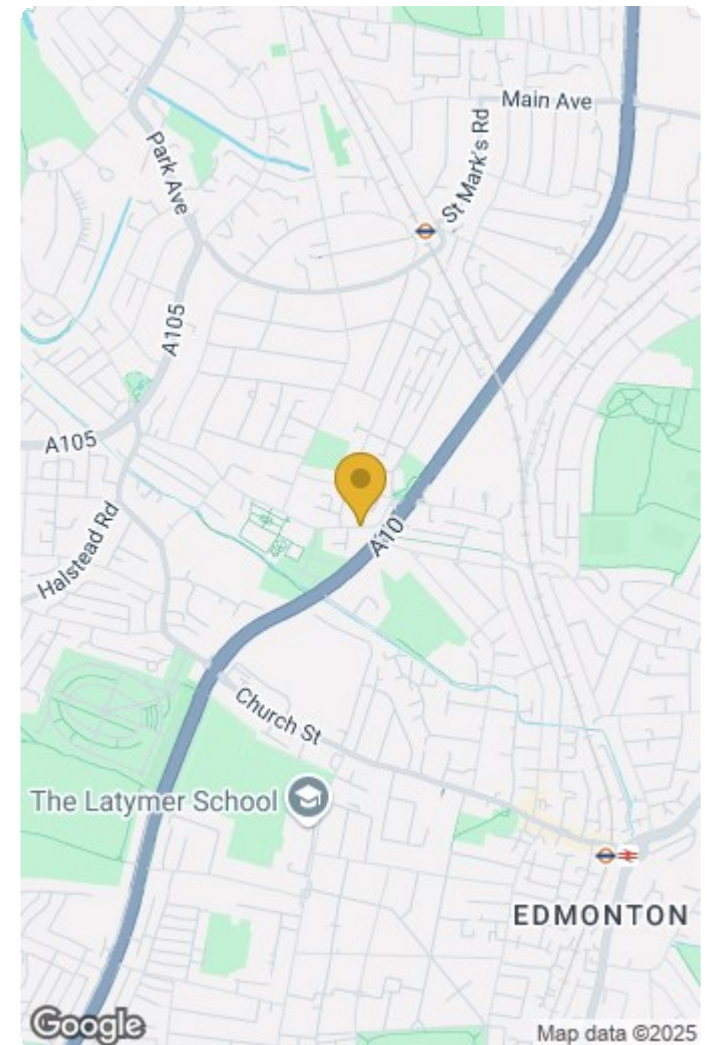 Main Ave
St Mark's Rd
Park Ave
A105
A105
A10
Halstead Rd
Church St
The Latymer School
EDMONTON
Google
Map data ©2025